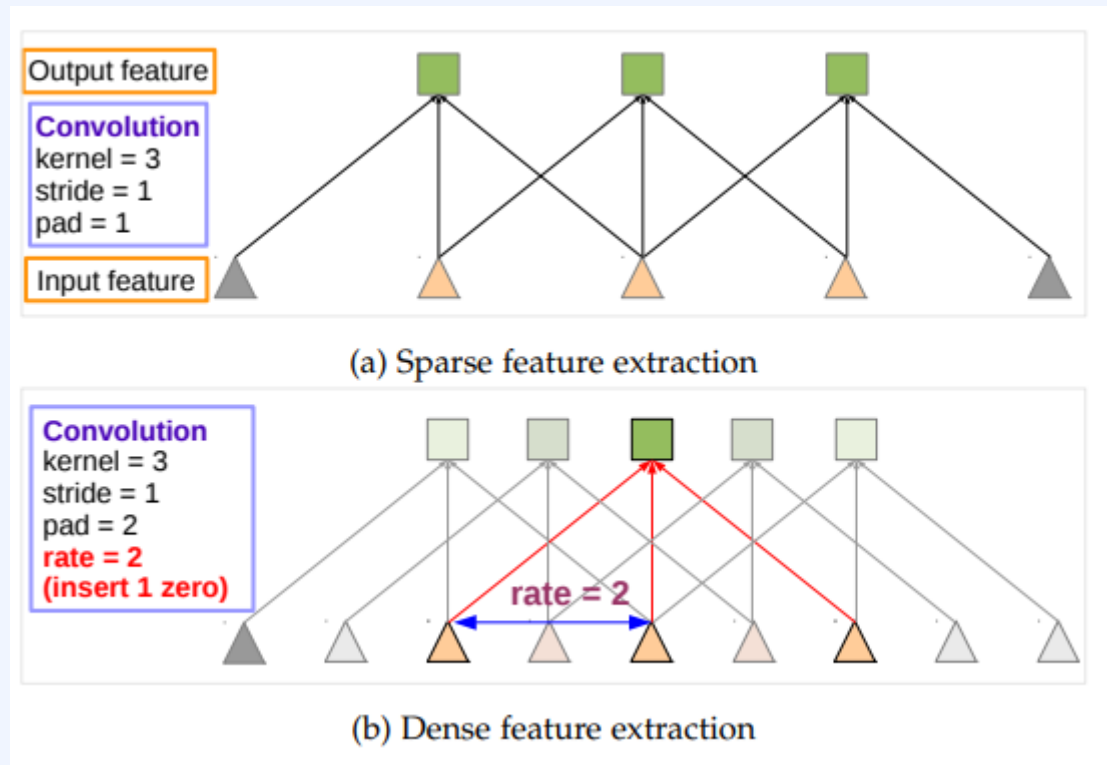 Output feature
Convolution
kernel = 3
stride = 1
pad = 1
Input feature
(a) Sparse feature extraction
Convolution
kernel = 3
stride = 1
pad = 2
rate = 2
(insert 1 zero)
rate = 2
(b) Dense feature extraction